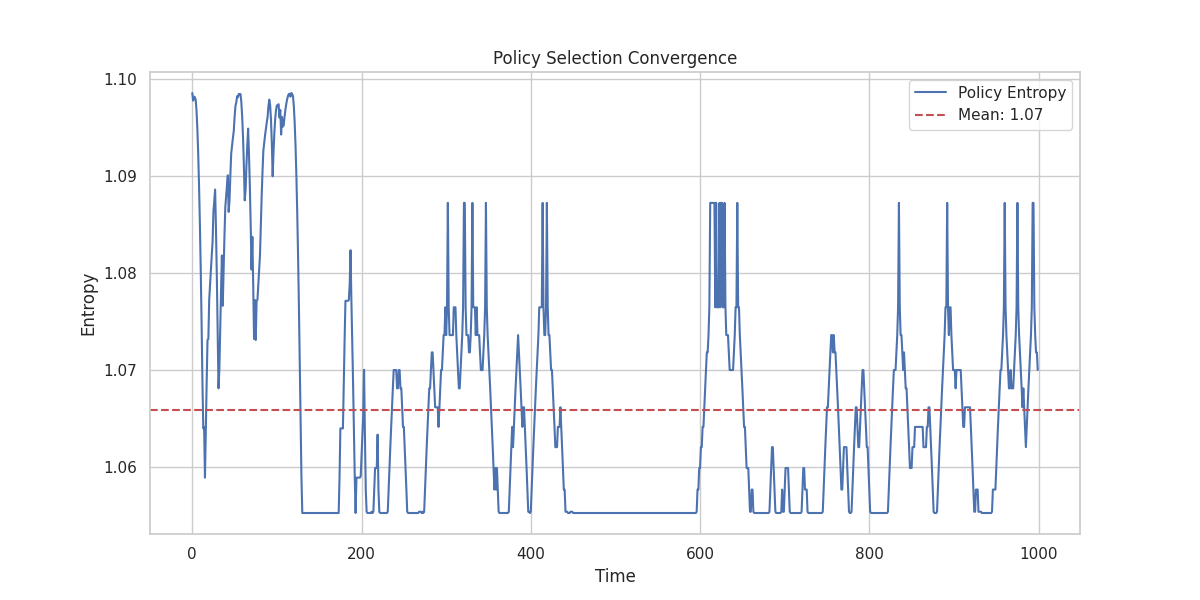 Policy Selection Convergence
1.10
1.09
1.08
1.07
1.06
Entropy
Policy Entropy
Mean: 1.07
0
200
400
600
800
1000
Time